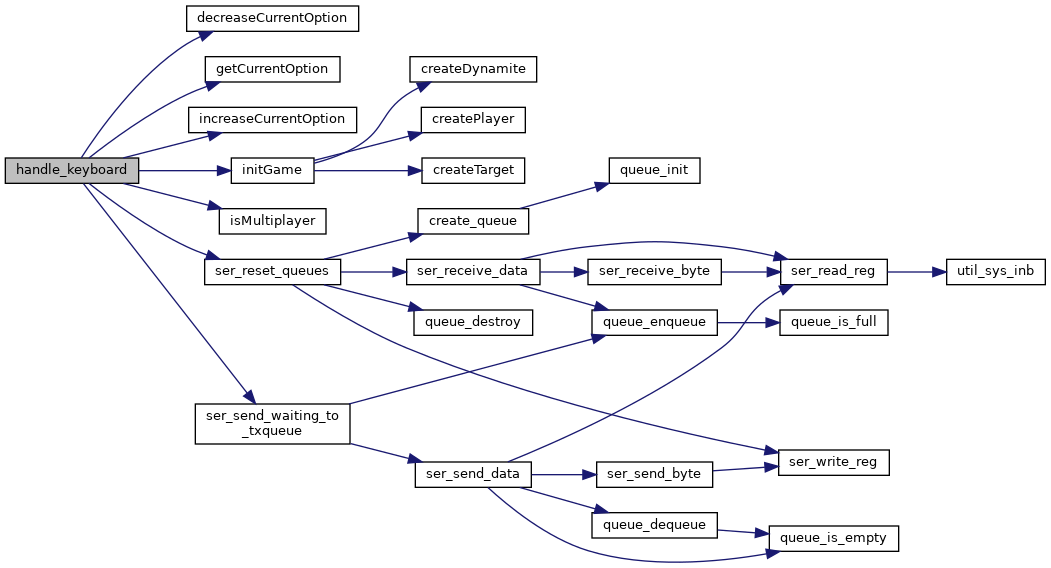 decreaseCurrentOption
getCurrentOption
createDynamite
increaseCurrentOption
createPlayer
handle_keyboard
initGame
createTarget
queue_init
isMultiplayer
create_queue
ser_reset_queues
ser_receive_data
ser_receive_byte
ser_read_reg
util_sys_inb
queue_destroy
queue_enqueue
queue_is_full
ser_send_waiting_to
_txqueue
ser_send_data
ser_send_byte
ser_write_reg
queue_dequeue
queue_is_empty